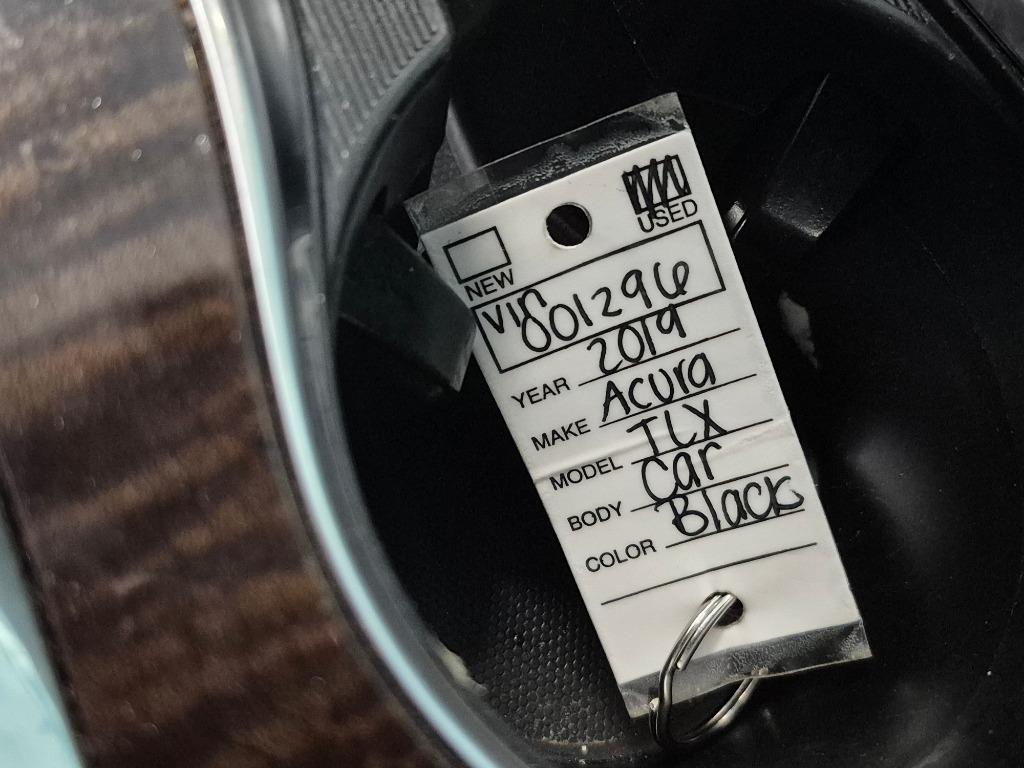 NEW USED
VIN 801296
YEAR 2019
MAKE Acura
MODEL TLX
BODY Car
COLOR Black